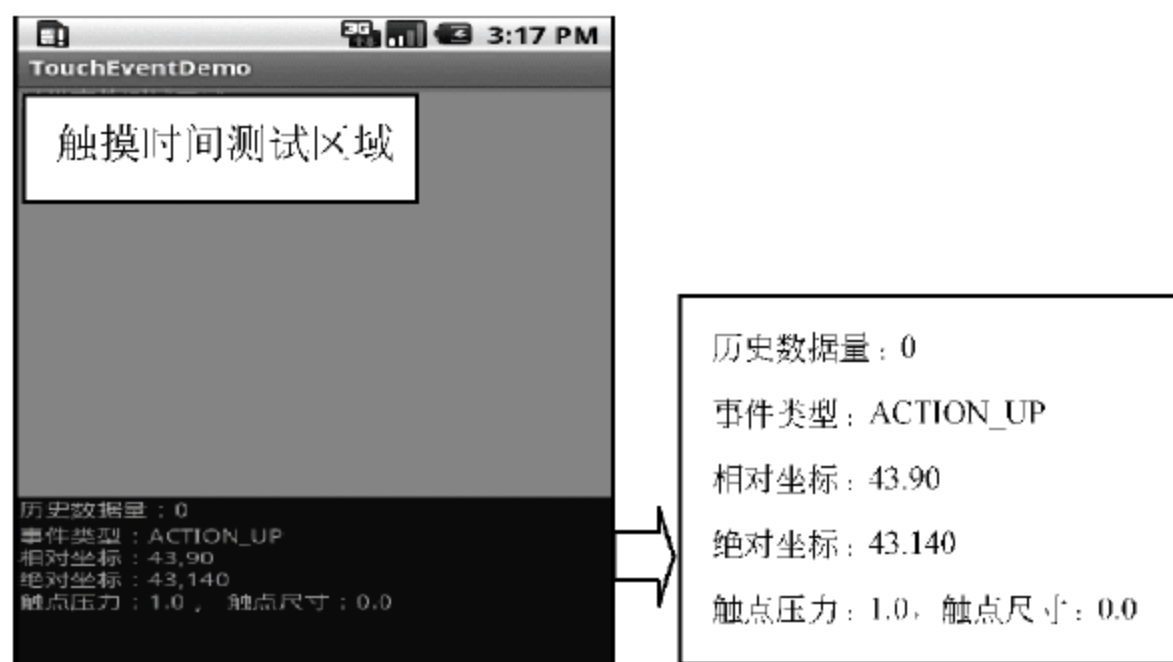 3G
3:17 PM
TouchEventDemo
触摸时间测试区域
历史数据量：0
事件类型：ACTION_UP
相对坐标：43,90
绝对坐标：43,140
触点压力：1.0， 触点尺寸：0.0
历史数据量：0
事件类型：ACTION_UP
相对坐标：43.90
绝对坐标：43.140
触点压力：1.0，触点尺寸：0.0